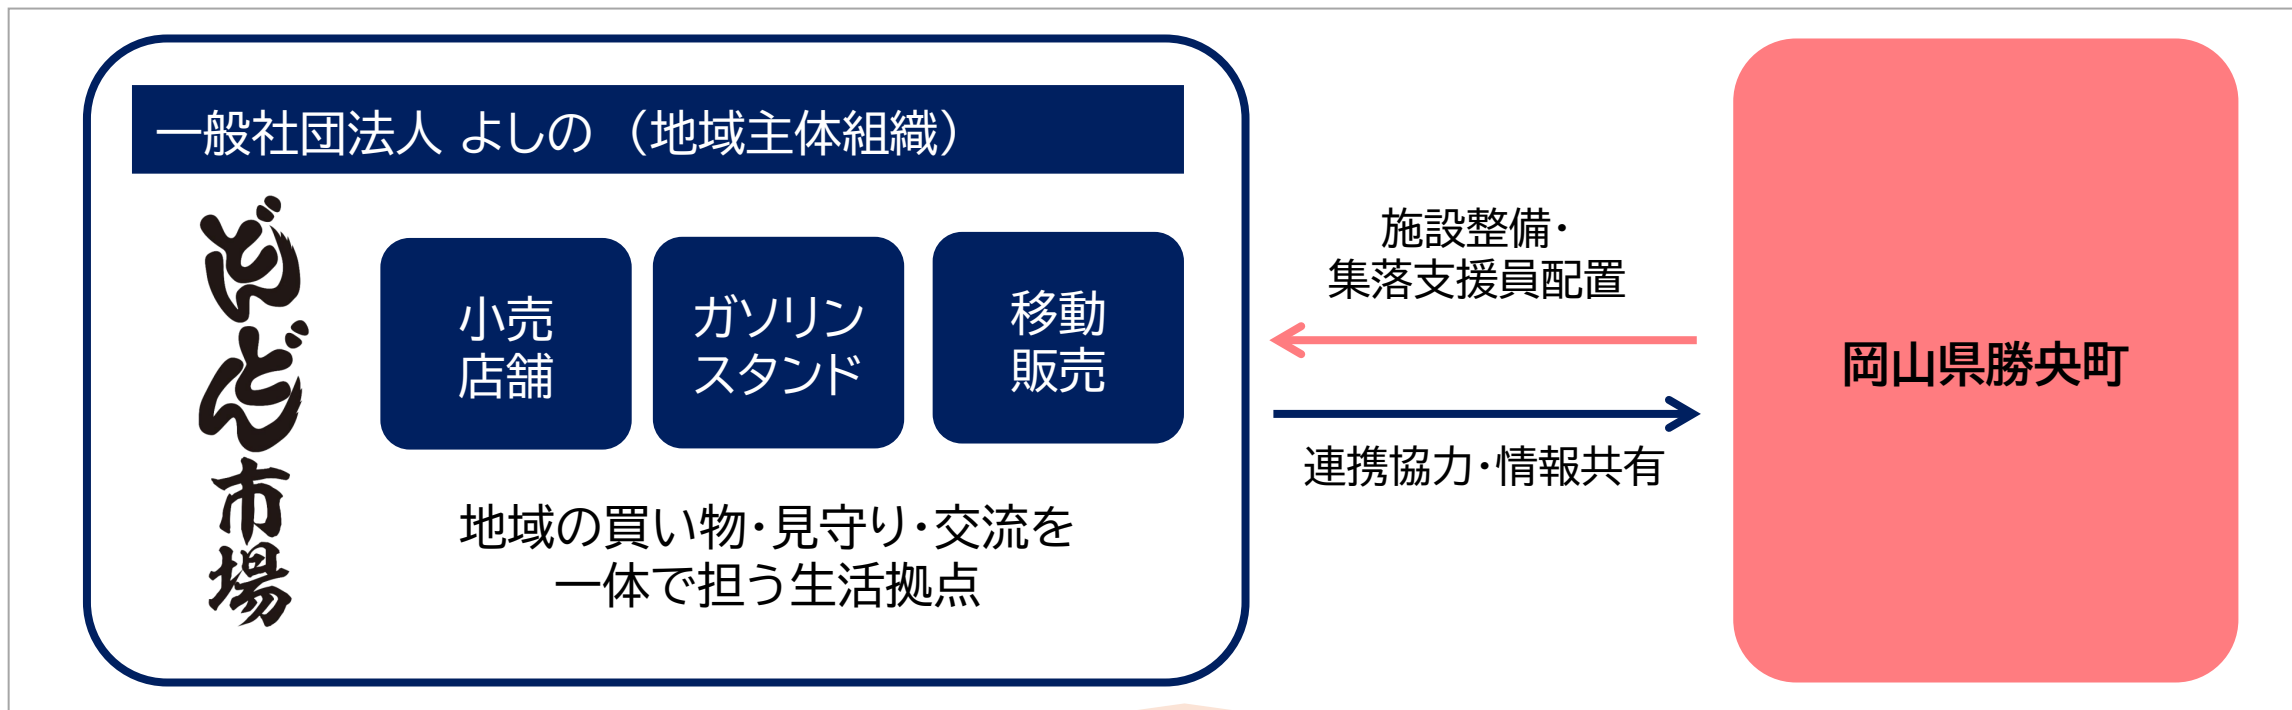 一般社団法人 よしの（地域主体組織）
どんどん市場
小売
店舗
ガソリン
スタンド
移動
販売
地域の買い物・見守り・交流を
一体で担う生活拠点
施設整備・
集落支援員配置
連携協力・情報共有
岡山県勝央町